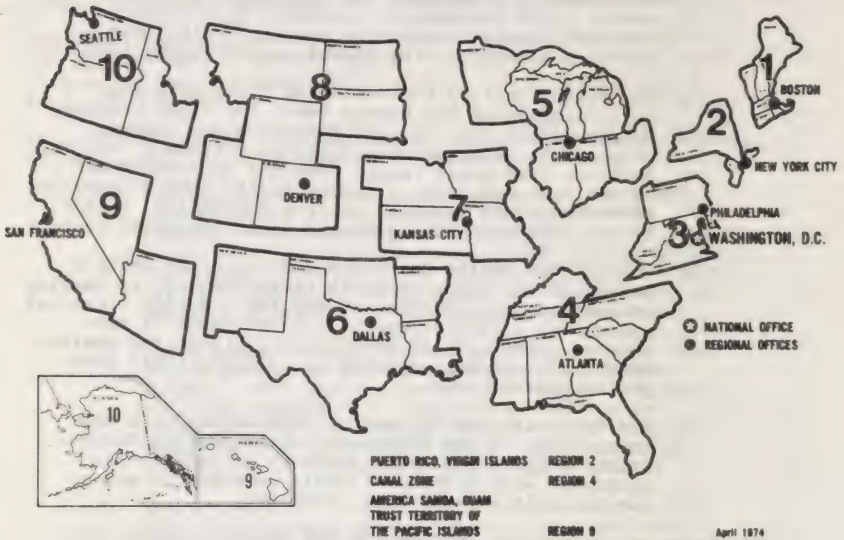 SEATTLE
10
8
5
1
BOSTON
2
NEW YORK CITY
CHICAGO
DENVER
9
SAN FRANCISCO
7
KANSAS CITY
PHILADELPHIA
3
WASHINGTON, D.C.
6
DALLAS
4
ATLANTA
NATIONAL OFFICE
REGIONAL OFFICES
ALASKA
10
HAWAII
9
PUERTO RICO, VIRGIN ISLANDS REGION 2
CANAL ZONE REGION 4
AMERICA SAMOA, GUAM
TRUST TERRITORY OF
THE PACIFIC ISLANDS REGION 9
April 1974